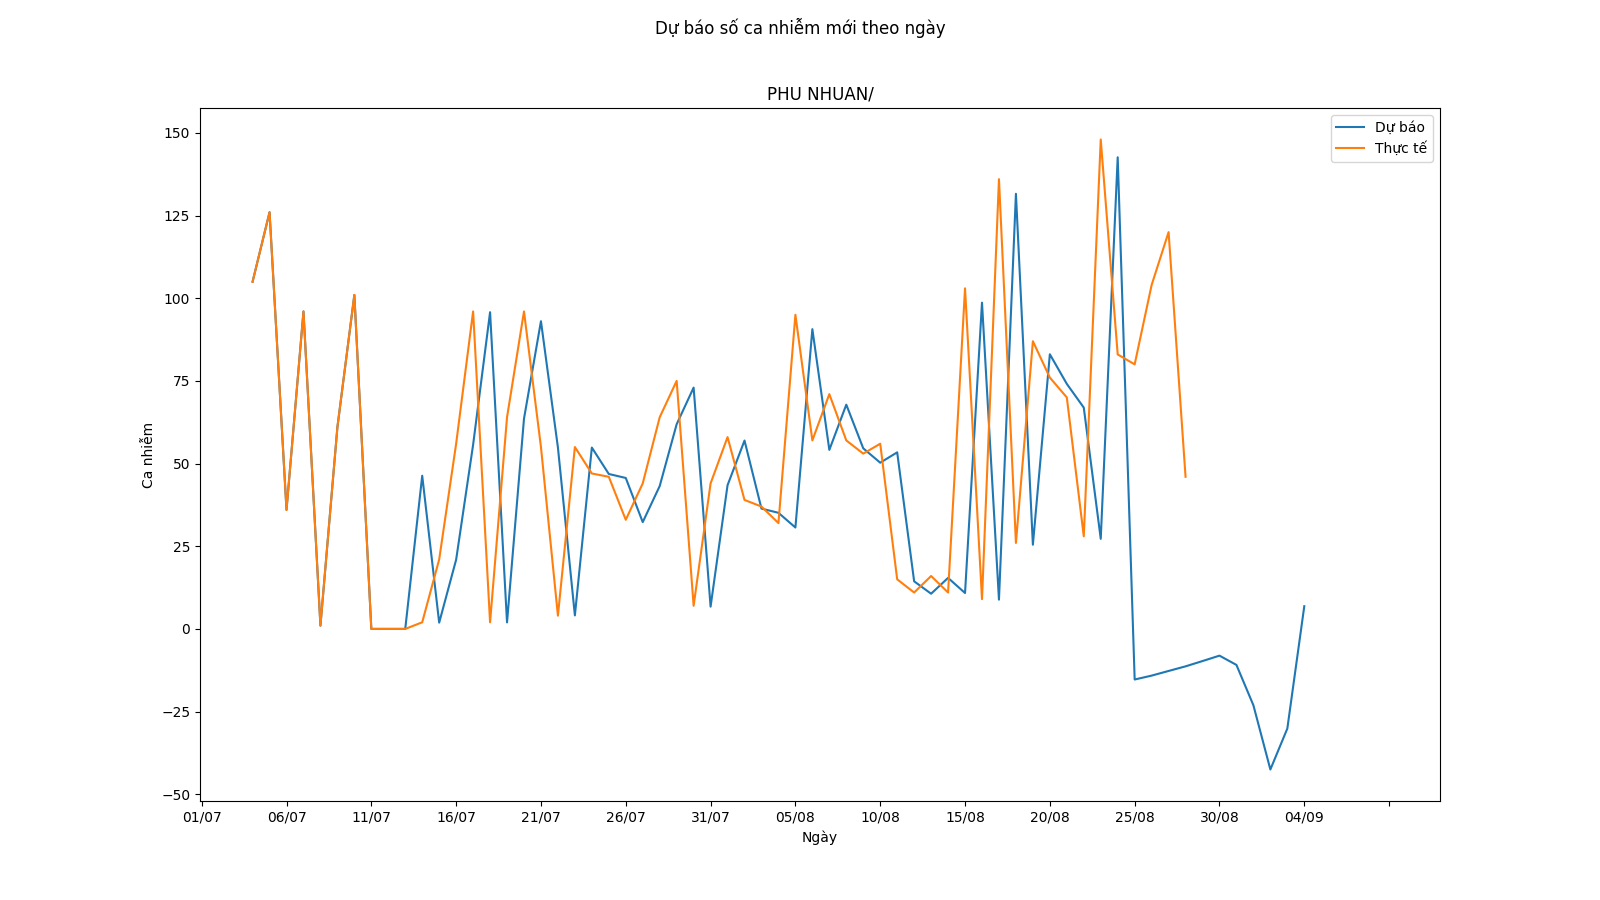 Dự báo số ca nhiễm mới theo ngày
PHU NHUAN/
Dự báo
Thực tế
150
125
100
75
50
25
0
−25
−50
Ca nhiễm
01/07 06/07 11/07 16/07 21/07 26/07 31/07 05/08 10/08 15/08 20/08 25/08 30/08 04/09
Ngày